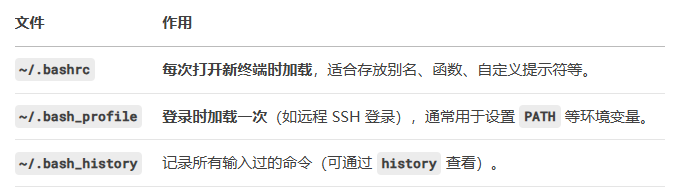 文件 作用
~/.bashrc 每次打开新终端时加载，适合存放别名、函数、自定义提示符等。
~/.bash_profile 登录时加载一次（如远程 SSH 登录），通常用于设置 PATH 等环境变量。
~/.bash_history 记录所有输入过的命令（可通过 history 查看）。